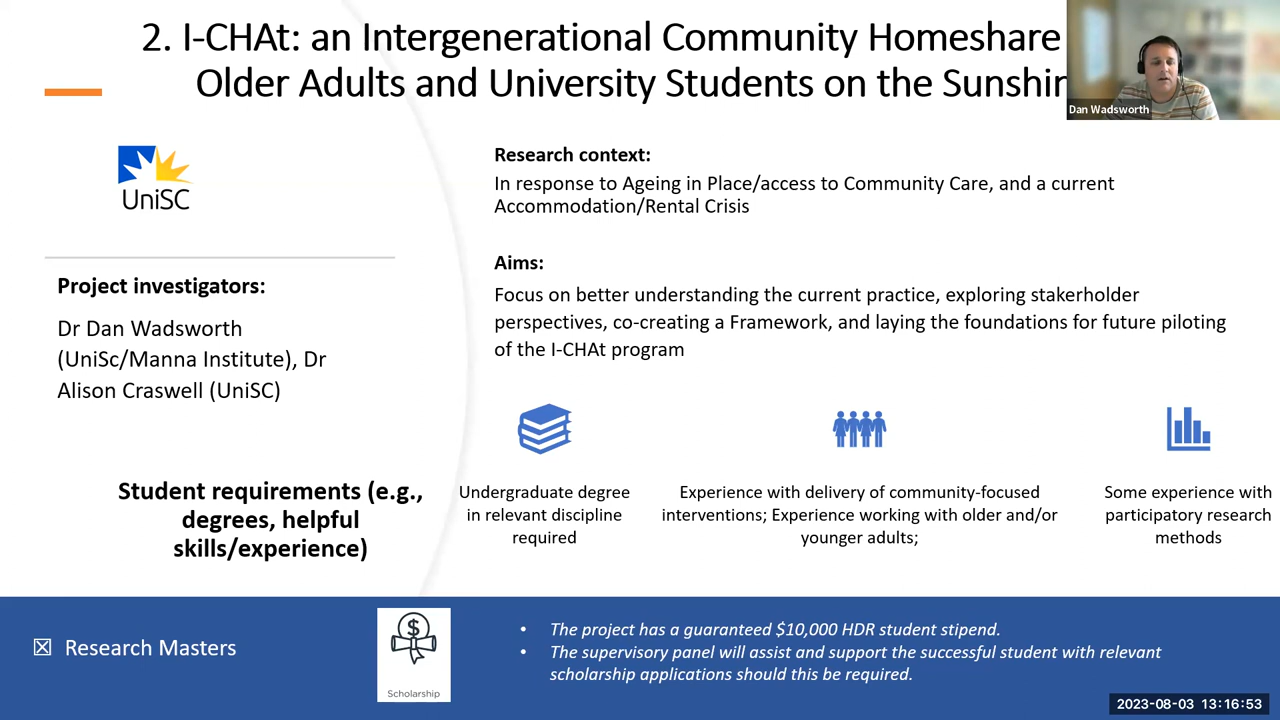 2. I-CHAt: an Intergenerational Community Homeshare
Older Adults and University Students on the Sunshin
Dan Wadsworth
UniSC
Research context:
In response to Ageing in Place/access to Community Care, and a current
Accommodation/Rental Crisis
Project investigators:
Dr Dan Wadsworth
(UniSc/Manna Institute), Dr
Alison Craswell (UniSC)
Aims:
Focus on better understanding the current practice, exploring stakerholder
perspectives, co-creating a Framework, and laying the foundations for future piloting
of the I-CHAt program
Student requirements (e.g.,
degrees, helpful
skills/experience)
Undergraduate degree
in relevant discipline
required
Experience with delivery of community-focused
interventions; Experience working with older and/or
younger adults;
Some experience with
participatory research
methods
☒ Research Masters
$
Scholarship
• The project has a guaranteed $10,000 HDR student stipend.
• The supervisory panel will assist and support the successful student with relevant
scholarship applications should this be required.
2023-08-03 13:16:53